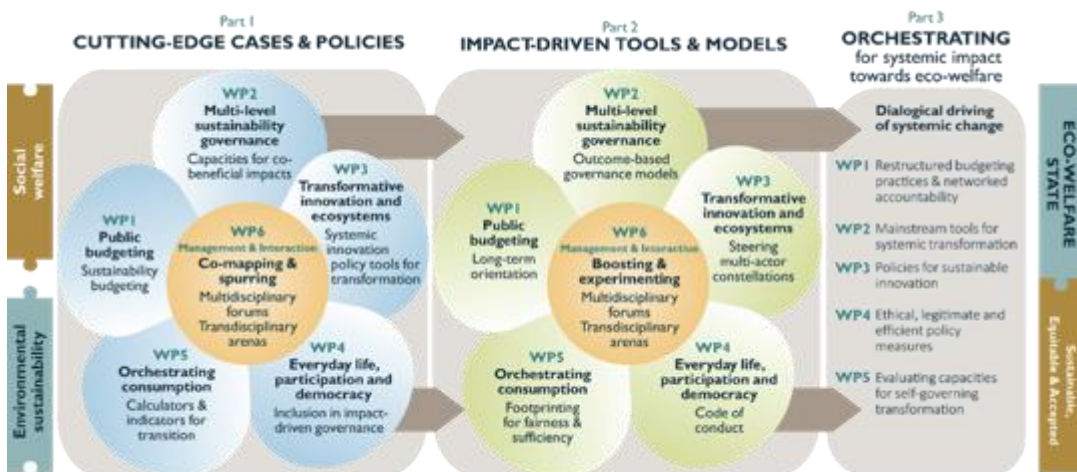 Part 1
CUTTING-EDGE CASES & POLICIES
Part 2
IMPACT-DRIVEN TOOLS & MODELS
Part 3
ORCHESTRATING
for systemic impact
towards eco-welfare
Social
welfare
Environmental
sustainability
WP2
Multi-level
sustainability
governance
Capacities for co-
beneficial impacts
WP3
Transformative
innovation and
ecosystems
Systemic
innovation
policy tools for
transformation
WP1
Public
budgeting
Sustainability
budgeting
WP6
Management & Interaction
Co-mapping &
spurring
Multidisciplinary
forums
Transdisciplinary
arenas
WP5
Orchestrating
consumption
Calculators &
indicators for
transition
WP4
Everyday life,
participation and
democracy
Inclusion in impact-
driven governance
WP2
Multi-level
sustainability
governance
Outcome-based
governance models
WP3
Transformative
innovation and
ecosystems
Steering
multi-actor
constellations
WP1
Public
budgeting
Long-term
orientation
WP6
Management & Interaction
Boosting &
experimenting
Multidisciplinary
forums
Transdisciplinary
arenas
WP5
Orchestrating
consumption
Footprinting
for fairness &
sufficiency
WP4
Everyday life,
participation and
democracy
Code of
conduct
Dialogical driving
of systemic change
WP1 Restructured budgeting
practices & networked
accountability
WP2 Mainstream tools for
systemic transformation
WP3 Policies for sustainable
innovation
WP4 Ethical, legitimate and
efficient policy
measures
WP5 Evaluating capacities
for self-governing
transformation
ECO-WELFARE
STATE
Sustainable,
Equitable & Accepted